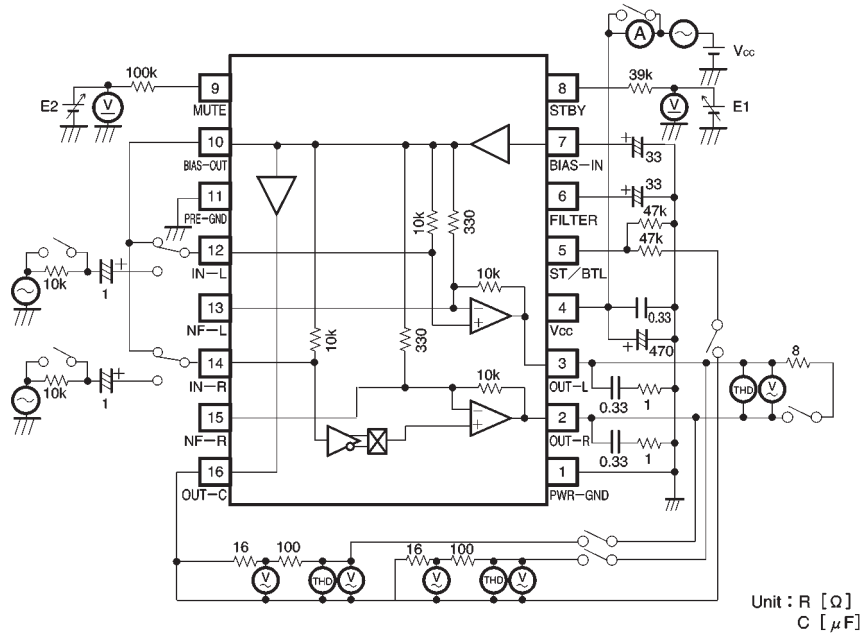 A
Vcc
100k
9
MUTE
8
STBY
39k
E2
V
V
E1
10
BIAS-OUT
7
BIAS-IN
+
33
11
PRE-GND
6
FILTER
+
33
10k
330
47k
12
IN-L
5
ST/BTL
47k
10k
+
1
10k
13
NF-L
4
Vcc
0.33
−
+
10k
330
+
470
14
IN-R
3
OUT-L
8
10k
+
1
10k
THD
V
0.33
1
15
NF-R
−
+
2
OUT-R
0.33
1
16
OUT-C
1
PWR-GND
16
100
16
100
V
THD
V
V
THD
V
Unit : R [Ω]
C [μF]